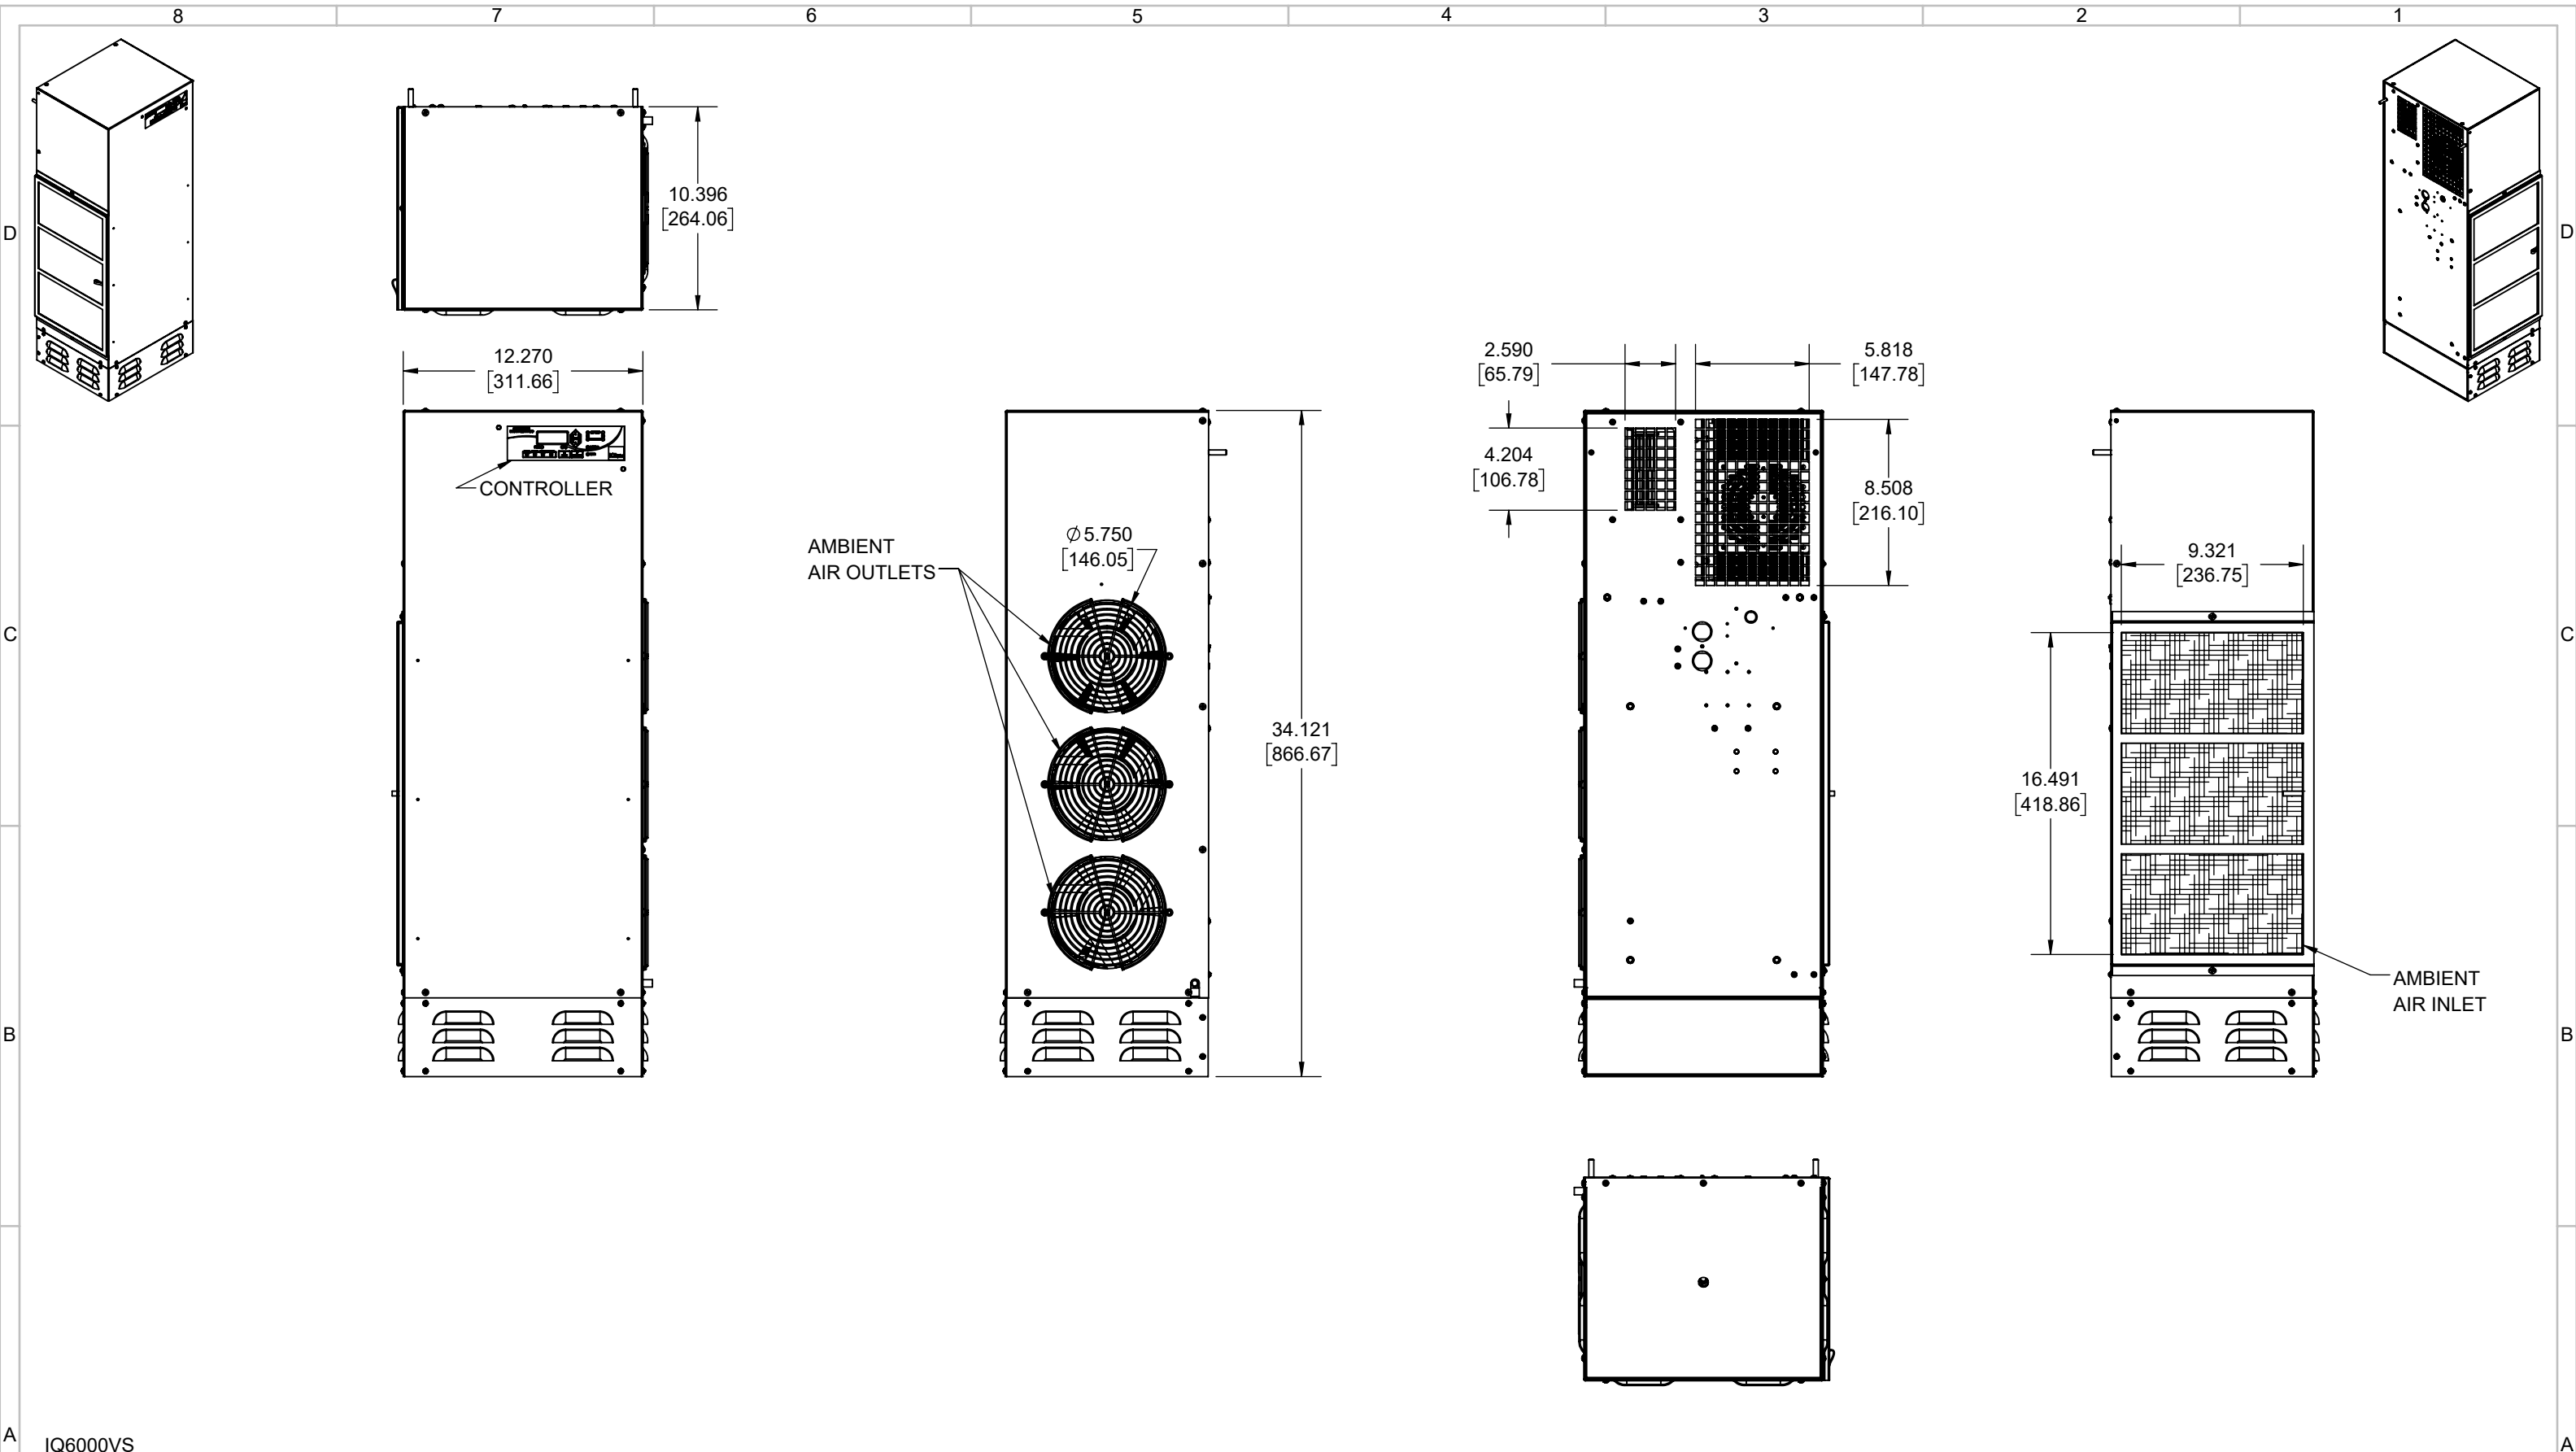 8 7 6 5 4 3 2 1
10.396
[264.06]
D D
12.270
[311.66]
2.590
[65.79]
5.818
[147.78]
4.204
[106.78]
8.508
[216.10]
CONTROLLER
AMBIENT
AIR OUTLETS
Ø5.750
[146.05]
9.321
[236.75]
C C
34.121
[866.67]
16.491
[418.86]
AMBIENT
AIR INLET
B B
A A
IQ6000VS